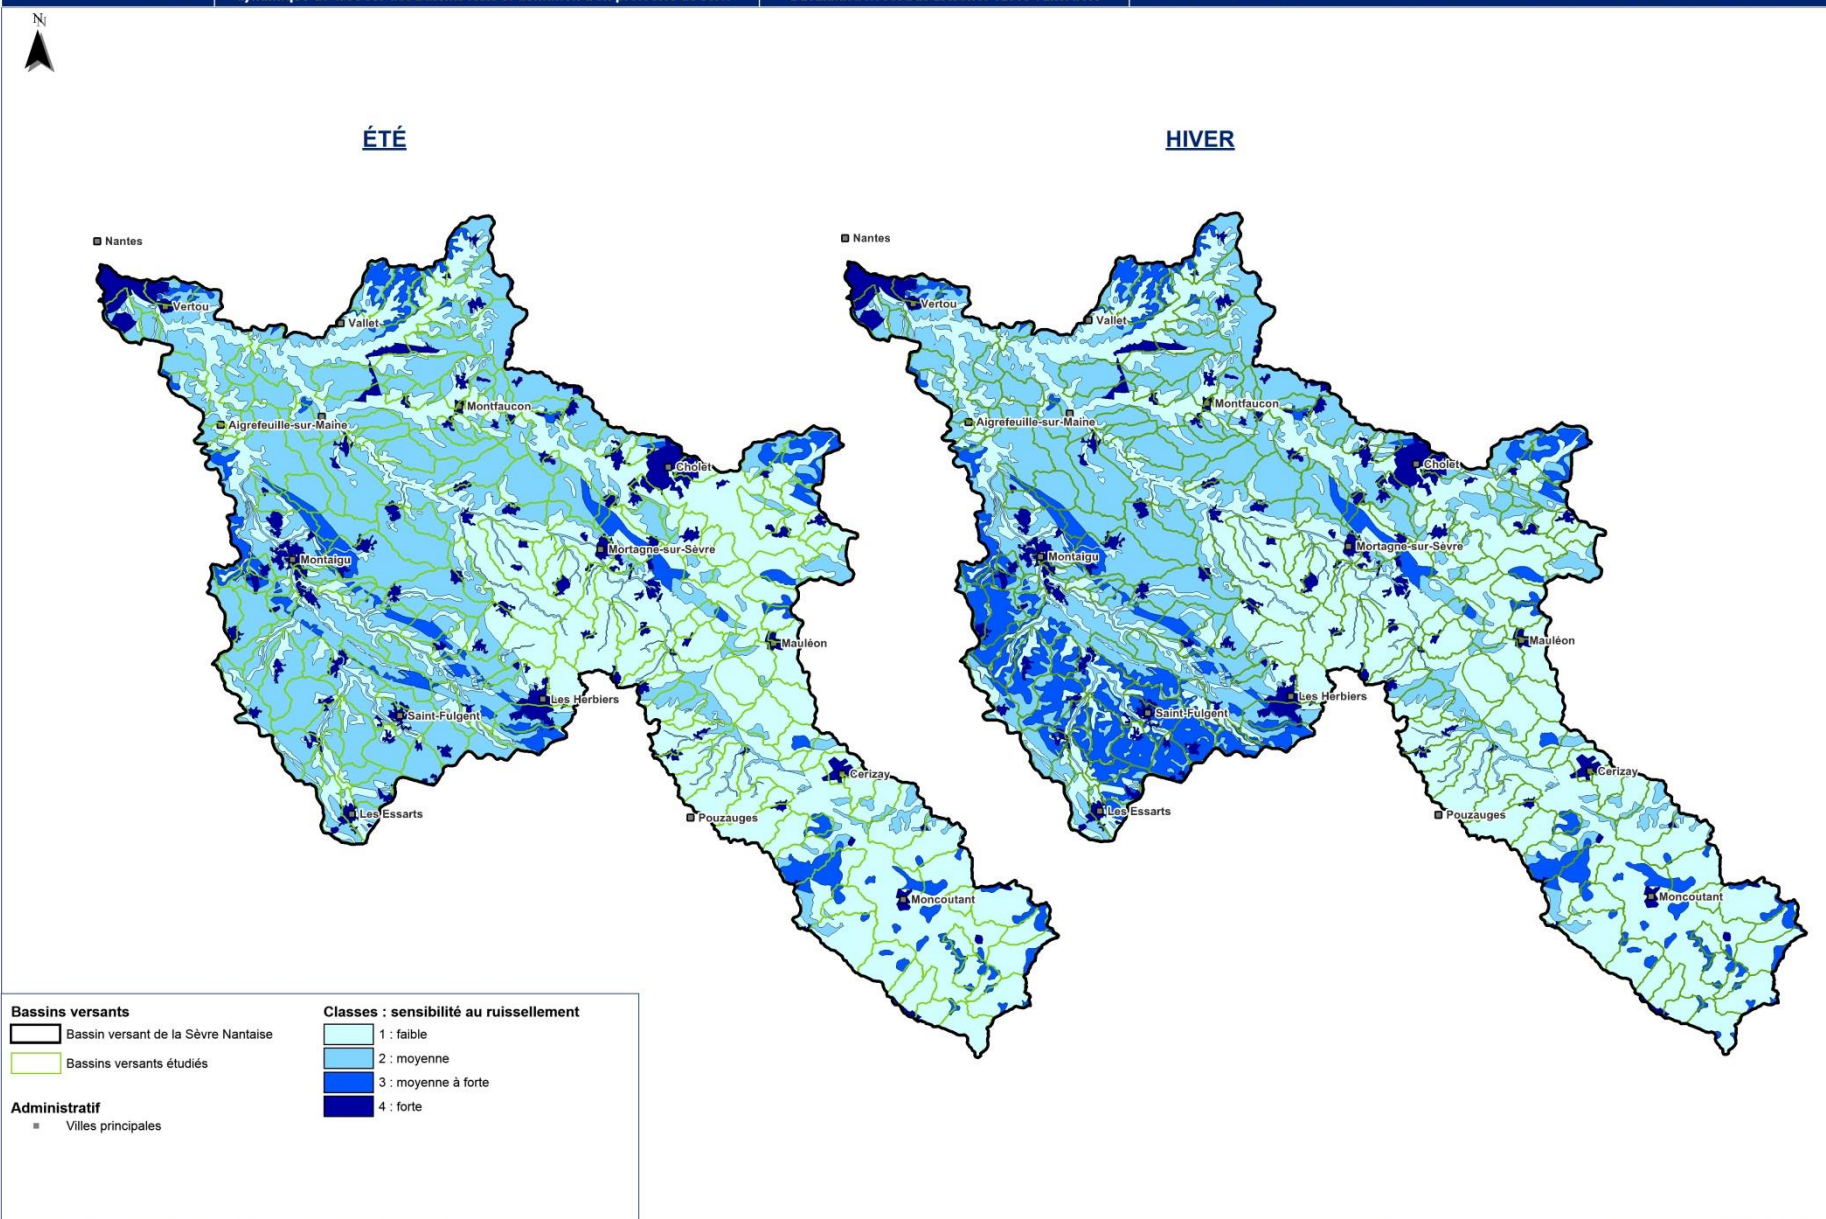 N
ÉTÉ
HIVER
Nantes
Vertou
Vallet
Montfaucon
Aigrefeuille-sur-Maine
Cholet
Mortagne-sur-Sèvre
Montaigu
Mauléon
Les Herbiers
Saint-Fulgent
Cerizay
Les Essarts
Pouzauges
Moncoutant
Nantes
Vertou
Vallet
Montfaucon
Aigrefeuille-sur-Maine
Cholet
Mortagne-sur-Sèvre
Montaigu
Mauléon
Les Herbiers
Saint-Fulgent
Cerizay
Les Essarts
Pouzauges
Moncoutant
Bassins versants
Bassin versant de la Sèvre Nantaise
Bassins versants étudiés
Administratif
Villes principales
Classes : sensibilité au ruissellement
1 : faible
2 : moyenne
3 : moyenne à forte
4 : forte